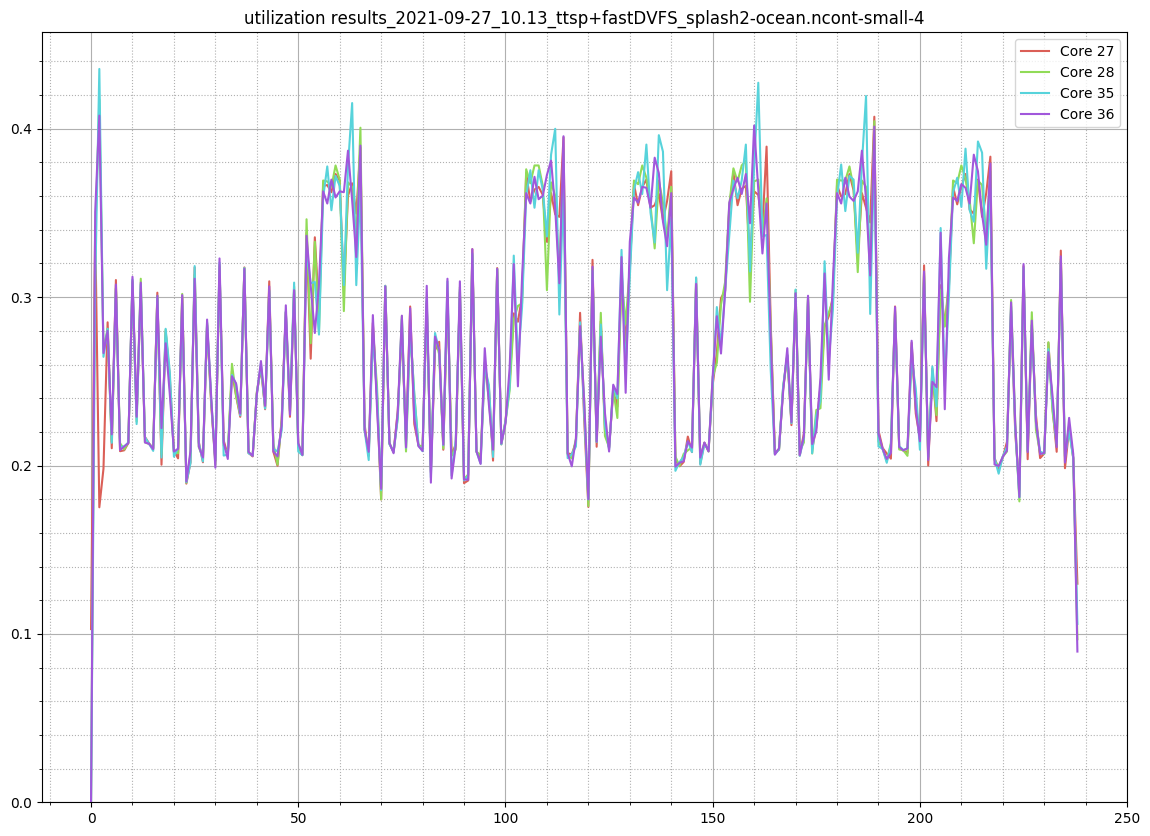 utilization results_2021-09-27_10.13_ttsp+fastDVFS_splash2-ocean.ncont-small-4
Core 27
Core 28
Core 35
Core 36
0.4
0.3
0.2
0.1
0.0
0 50 100 150 200 250